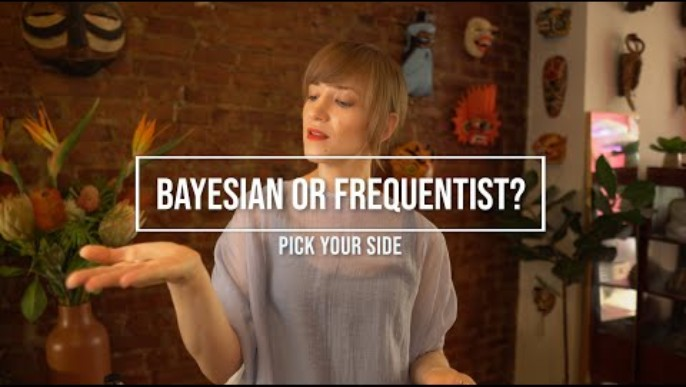 BAYESIAN OR FREQUENTIST?
PICK YOUR SIDE